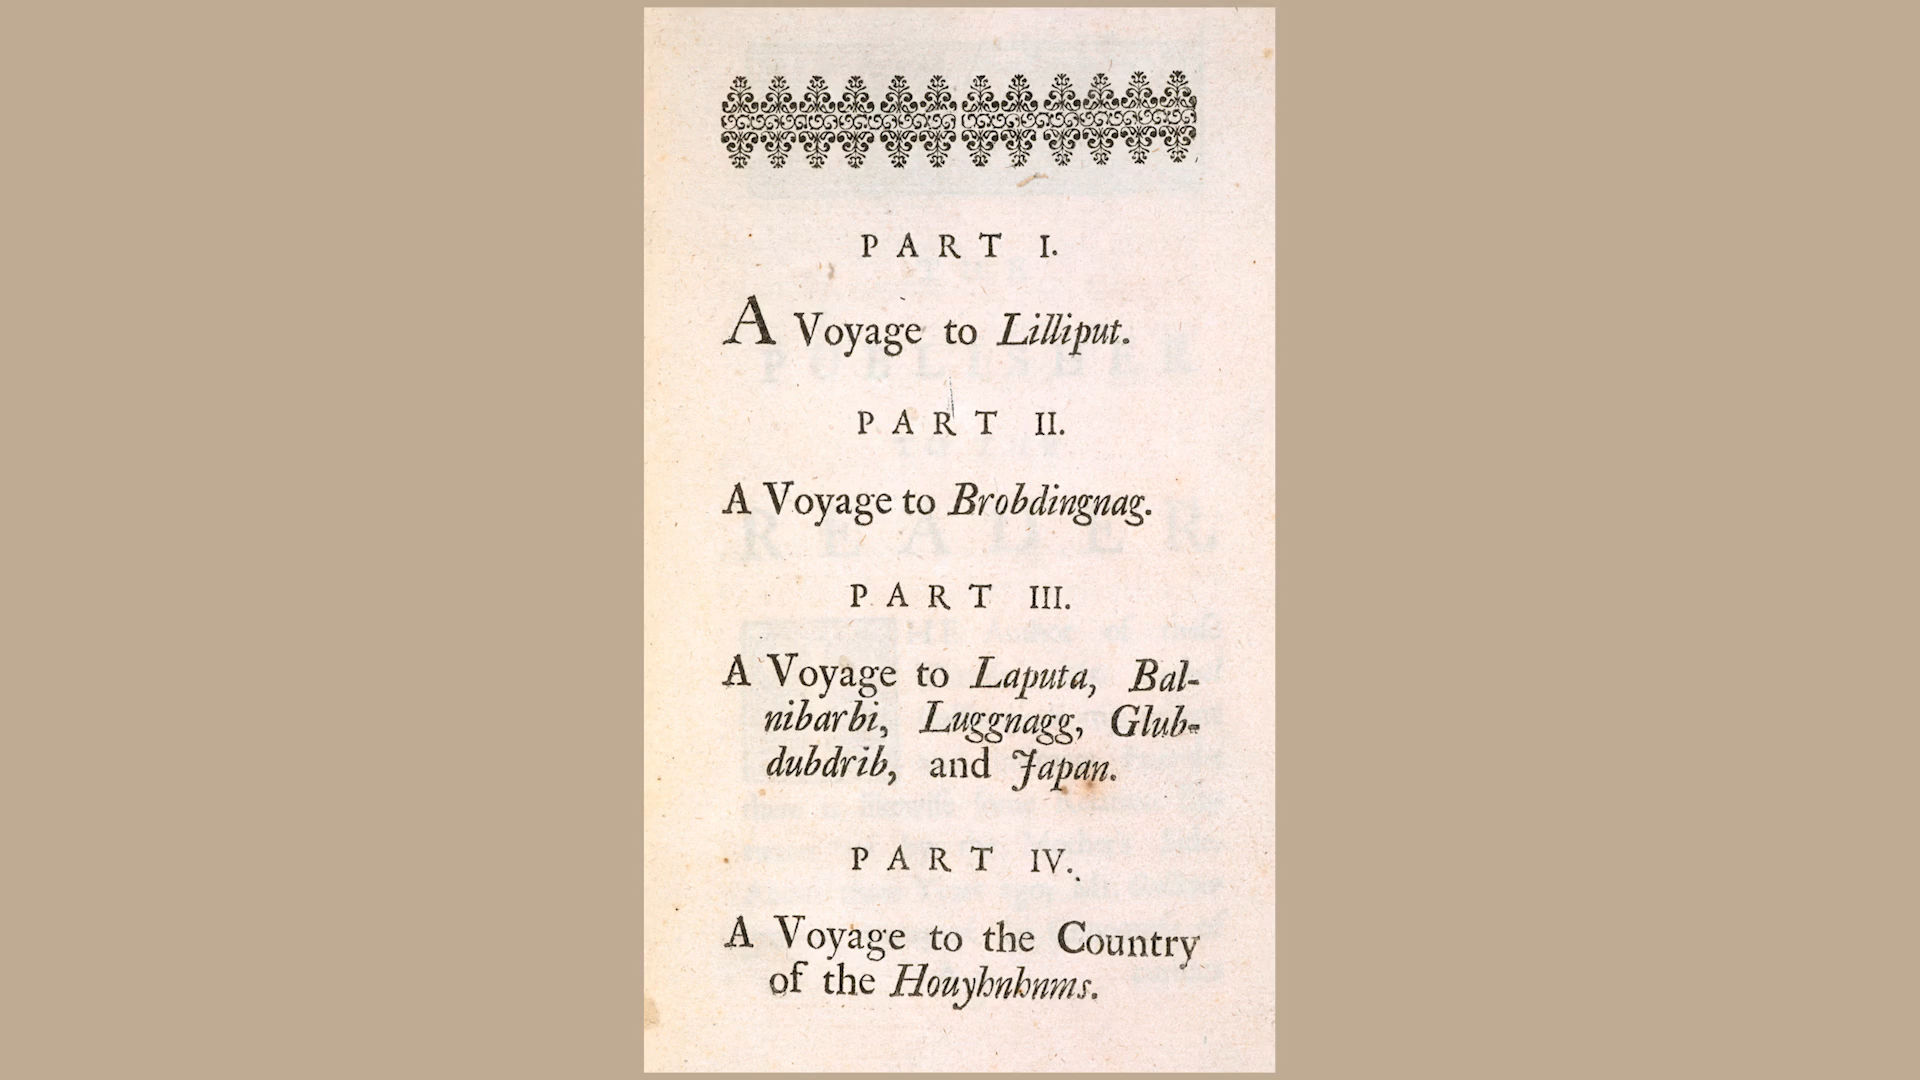 PART I.
A Voyage to Lilliput.
PART II.
A Voyage to Brobdingnag.
PART III.
A Voyage to Laputa, Bal-
nibarbi, Luggnagg, Glub-
dubdrib, and Japan.
PART IV.
A Voyage to the Country
of the Houyhnhnms.